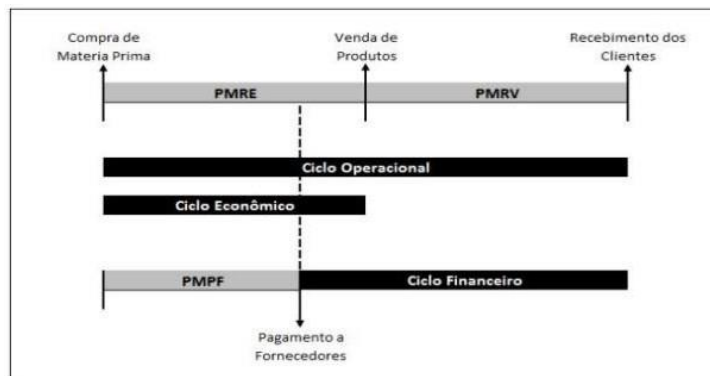 Compra de
Materia Prima
Venda de
Produtos
Recebimento dos
Clientes
PMRE
PMRV
Ciclo Operacional
Ciclo Econômico
PMPF
Ciclo Financeiro
Pagamento a
Fornecedores